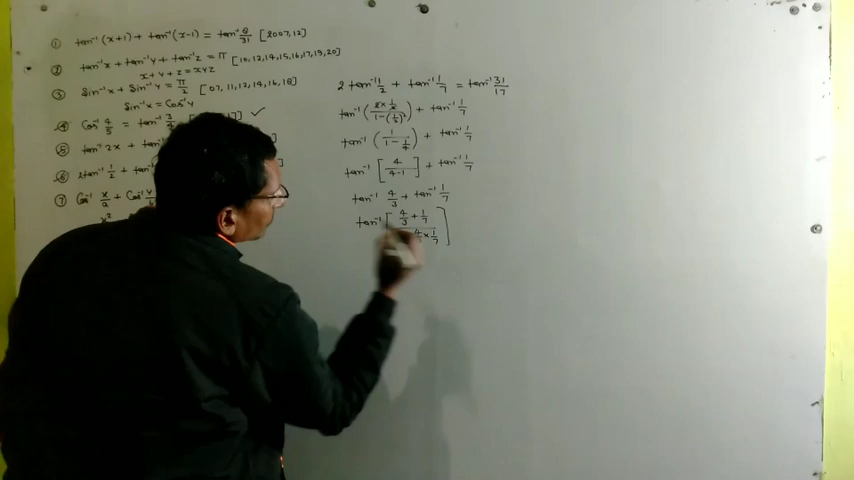 ① tan⁻¹(x+1) + tan⁻¹(x-1) = tan⁻¹ 8/31 [2007,12]
② tan⁻¹x + tan⁻¹y + tan⁻¹z = π [10,12,14,15,16,17,19,20]
x+y+z = xyz
③ sin⁻¹x + sin⁻¹y = π/2 [07,11,12,14,16,18]
sin⁻¹x = cos⁻¹y
④ cos⁻¹ 4/5 = tan⁻¹ 3/4 17] ✓
⑤ tan⁻¹ 2x + tan⁻¹
⑥ 2tan⁻¹ 1/2 + tan⁻¹ ]
⑦ cos⁻¹ x/a + cos⁻¹ y/
x²
2 tan⁻¹ 1/2 + tan⁻¹ 1/7 = tan⁻¹ 31/17
tan⁻¹ (2×1/2 / 1-(1/2)²) + tan⁻¹ 1/7
tan⁻¹ (1 / 1-1/4) + tan⁻¹ 1/7
tan⁻¹ [4 / 4-1] + tan⁻¹ 1/7
tan⁻¹ 4/3 + tan⁻¹ 1/7
tan⁻¹ [4/3 + 1/7 / 4 × 1/7]